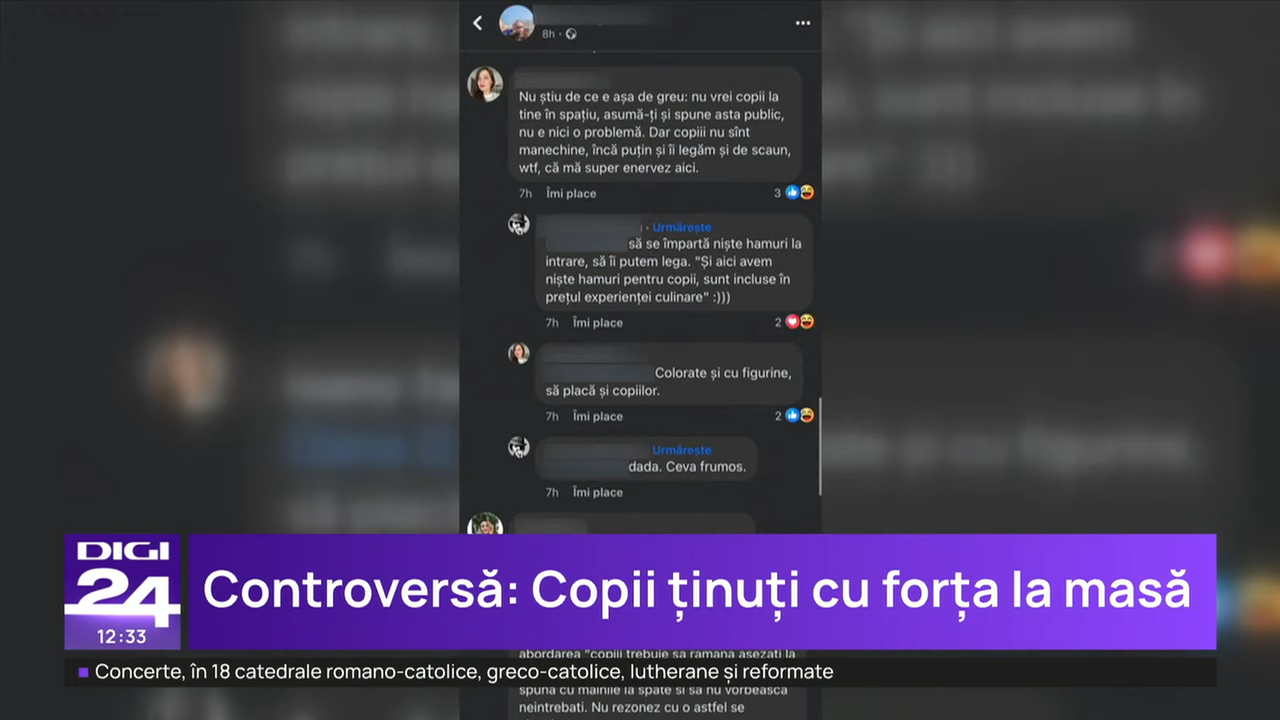 8h
Nu știu de ce e așa de greu: nu vrei copii la
tine în spațiu, asumă-ți și spune asta public,
nu e nici o problemă. Dar copiii nu sînt
manechine, încă puțin și îi legăm și de scaun,
wtf, că mă super enervez aici.
7h Îmi place 3
· Urmărește
să se împartă niște hamuri la
intrare, să îi putem lega. "Și aici avem
niște hamuri pentru copii, sunt incluse în
prețul experienței culinare" :)))
7h Îmi place 2
Colorate și cu figurine,
să placă și copiilor.
7h Îmi place 2
Urmărește
dada. Ceva frumos.
7h Îmi place
DIGI
24
12:33
Controversă: Copii ținuți cu forța la masă
abordarea "copiii trebuie sa ramana asezati la
Concerte, în 18 catedrale romano-catolice, greco-catolice, lutherane și reformate
spuna cu mainile la spate si sa nu vorbeasca
neintrebati. Nu rezonez cu o astfel se